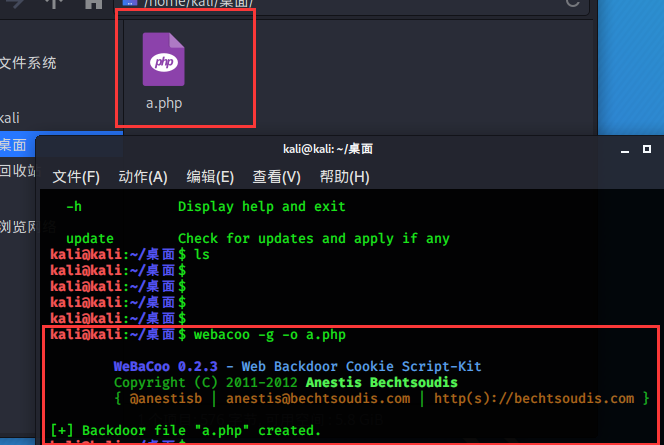 /home/kali/桌面/
文件系统
php
a.php
kali
桌面
回收站
浏览网络
kali@kali: ~/桌面
文件(F) 动作(A) 编辑(E) 查看(V) 帮助(H)
-h Display help and exit
update Check for updates and apply if any
kali@kali:~/桌面$ ls
kali@kali:~/桌面$
kali@kali:~/桌面$
kali@kali:~/桌面$
kali@kali:~/桌面$
kali@kali:~/桌面$ webacoo -g -o a.php
WeBaCoo 0.2.3 - Web Backdoor Cookie Script-Kit
Copyright (C) 2011-2012 Anestis Bechtsoudis
{ @anestisb | anestis@bechtsoudis.com | http(s)://bechtsoudis.com }
[+] Backdoor file "a.php" created.